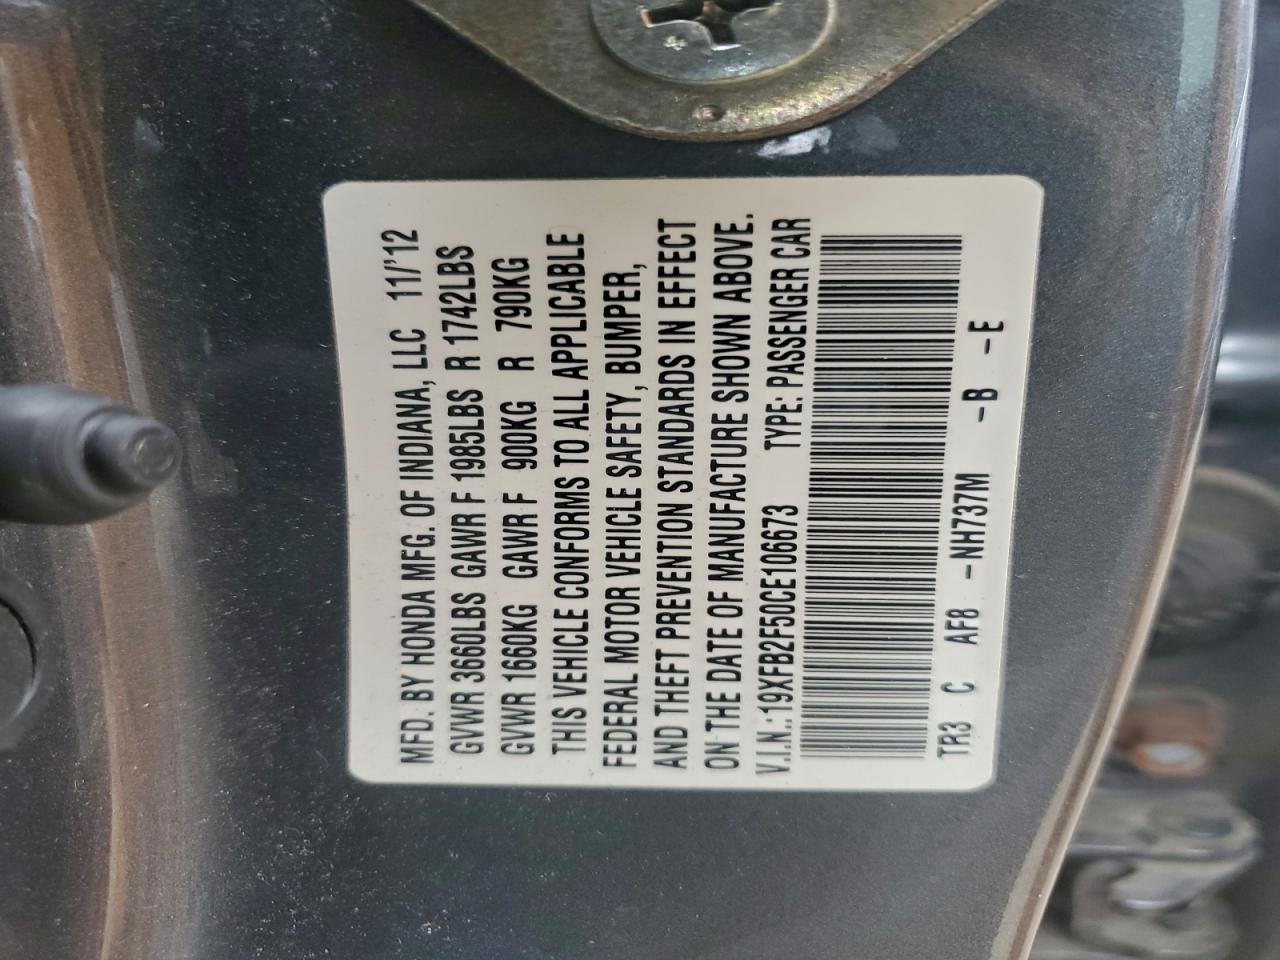 MFD. BY HONDA MFG. OF INDIANA, LLC 11/'12
GVWR 3660LBS GAWR F 1985LBS R 1742LBS
GVWR 1660KG GAWR F 900KG R 790KG
THIS VEHICLE CONFORMS TO ALL APPLICABLE
FEDERAL MOTOR VEHICLE SAFETY, BUMPER,
AND THEFT PREVENTION STANDARDS IN EFFECT
ON THE DATE OF MANUFACTURE SHOWN ABOVE.
V.I.N.:19XFB2F50CE106673 TYPE: PASSENGER CAR
TR3 C AF8 -NH737M -B -E